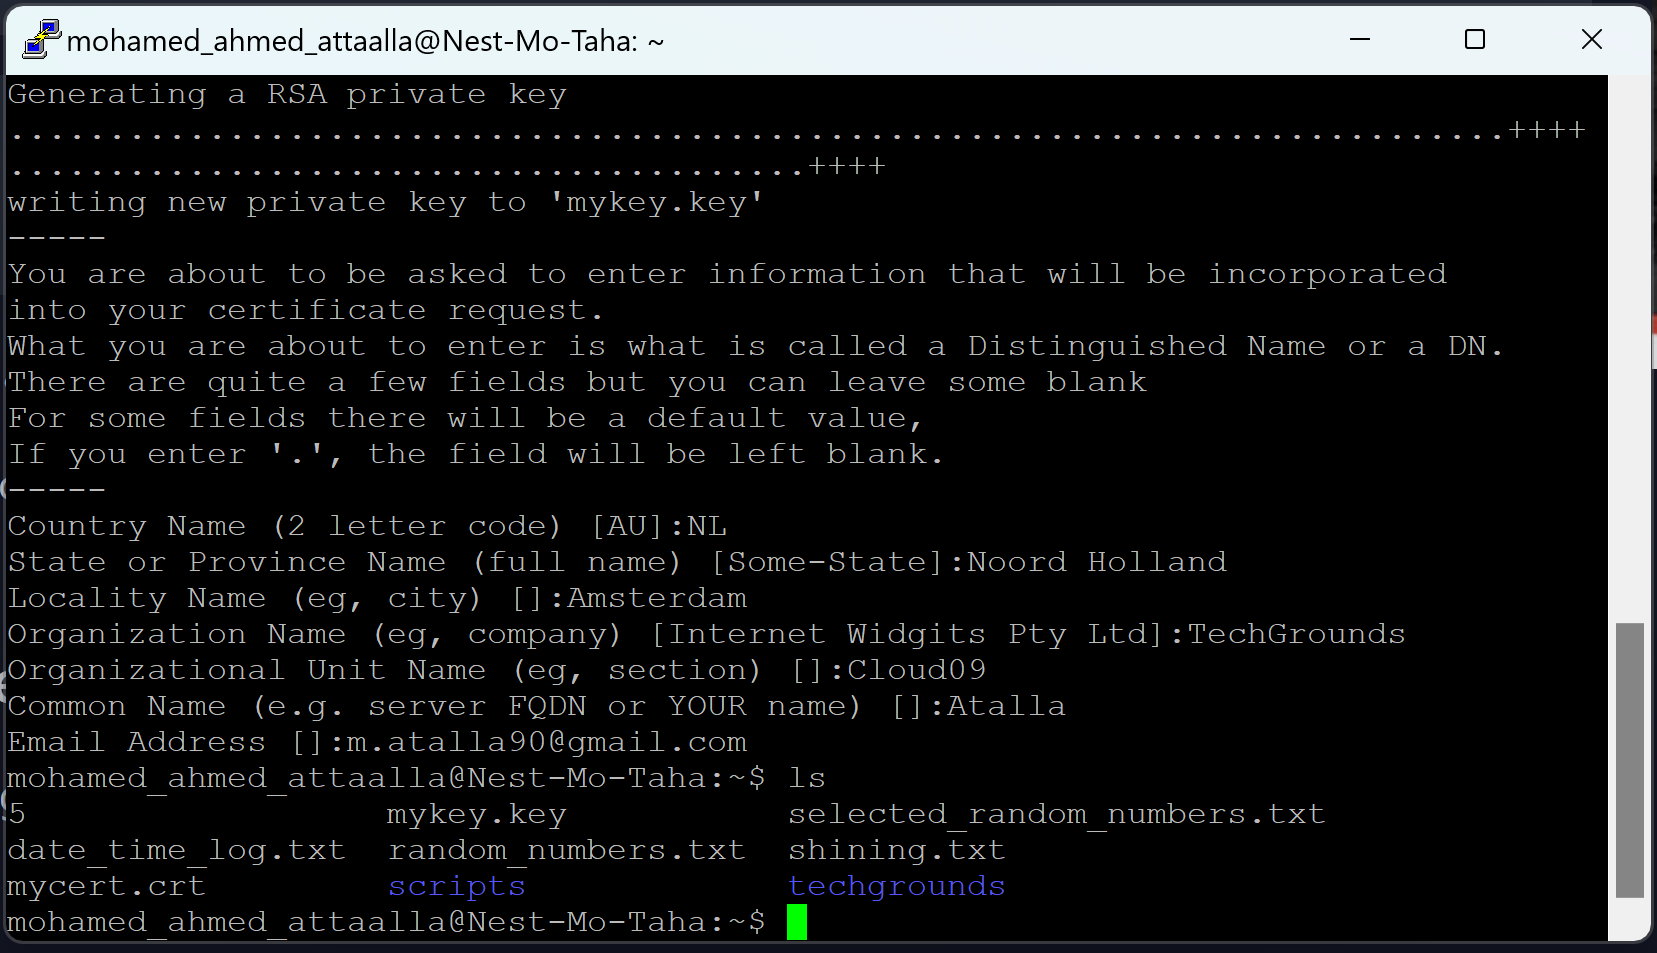 mohamed_ahmed_attaalla@Nest-Mo-Taha: ~
Generating a RSA private key
...........................................................................++++
........................................++++
writing new private key to 'mykey.key'
-----
You are about to be asked to enter information that will be incorporated
into your certificate request.
What you are about to enter is what is called a Distinguished Name or a DN.
There are quite a few fields but you can leave some blank
For some fields there will be a default value,
If you enter '.', the field will be left blank.
-----
Country Name (2 letter code) [AU]:NL
State or Province Name (full name) [Some-State]:Noord Holland
Locality Name (eg, city) []:Amsterdam
Organization Name (eg, company) [Internet Widgits Pty Ltd]:TechGrounds
Organizational Unit Name (eg, section) []:Cloud09
Common Name (e.g. server FQDN or YOUR name) []:Atalla
Email Address []:m.atalla90@gmail.com
mohamed_ahmed_attaalla@Nest-Mo-Taha:~$ ls
5                  mykey.key           selected_random_numbers.txt
date_time_log.txt  random_numbers.txt  shining.txt
mycert.crt         scripts             techgrounds
mohamed_ahmed_attaalla@Nest-Mo-Taha:~$